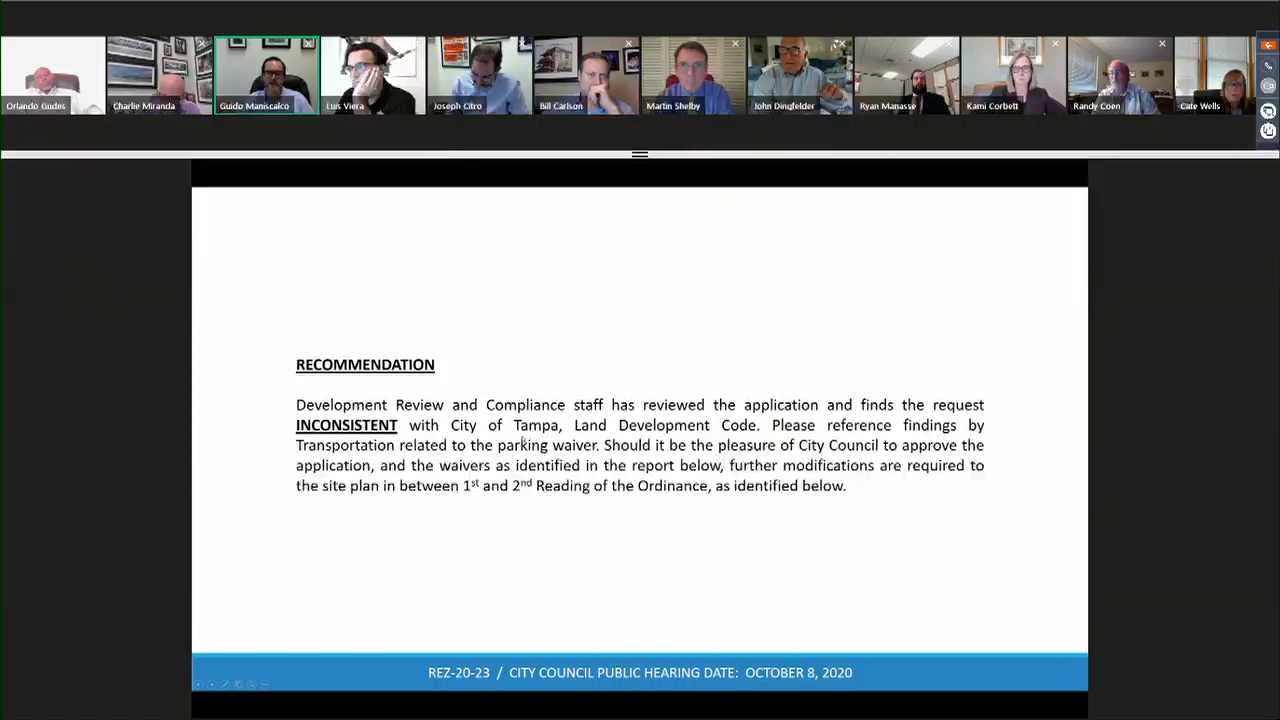 Orlando Gudes
Charlie Miranda
Guido Maniscalco
Luis Viera
Joseph Citro
Bill Carlson
Martin Shelby
John Dingfelder
Ryan Manasse
Kami Corbett
Randy Coen
Cate Wells
RECOMMENDATION
Development Review and Compliance staff has reviewed the application and finds the request
INCONSISTENT with City of Tampa, Land Development Code. Please reference findings by
Transportation related to the parking waiver. Should it be the pleasure of City Council to approve the
application, and the waivers as identified in the report below, further modifications are required to
the site plan in between 1st and 2nd Reading of the Ordinance, as identified below.
REZ-20-23 / CITY COUNCIL PUBLIC HEARING DATE: OCTOBER 8, 2020